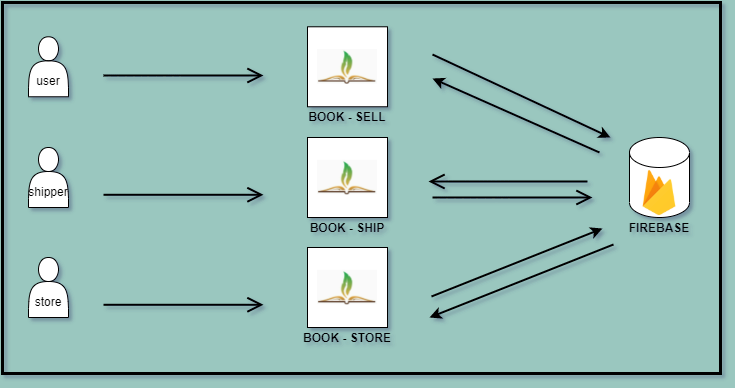 user
BOOK - SELL
shipper
BOOK - SHIP
FIREBASE
store
BOOK - STORE